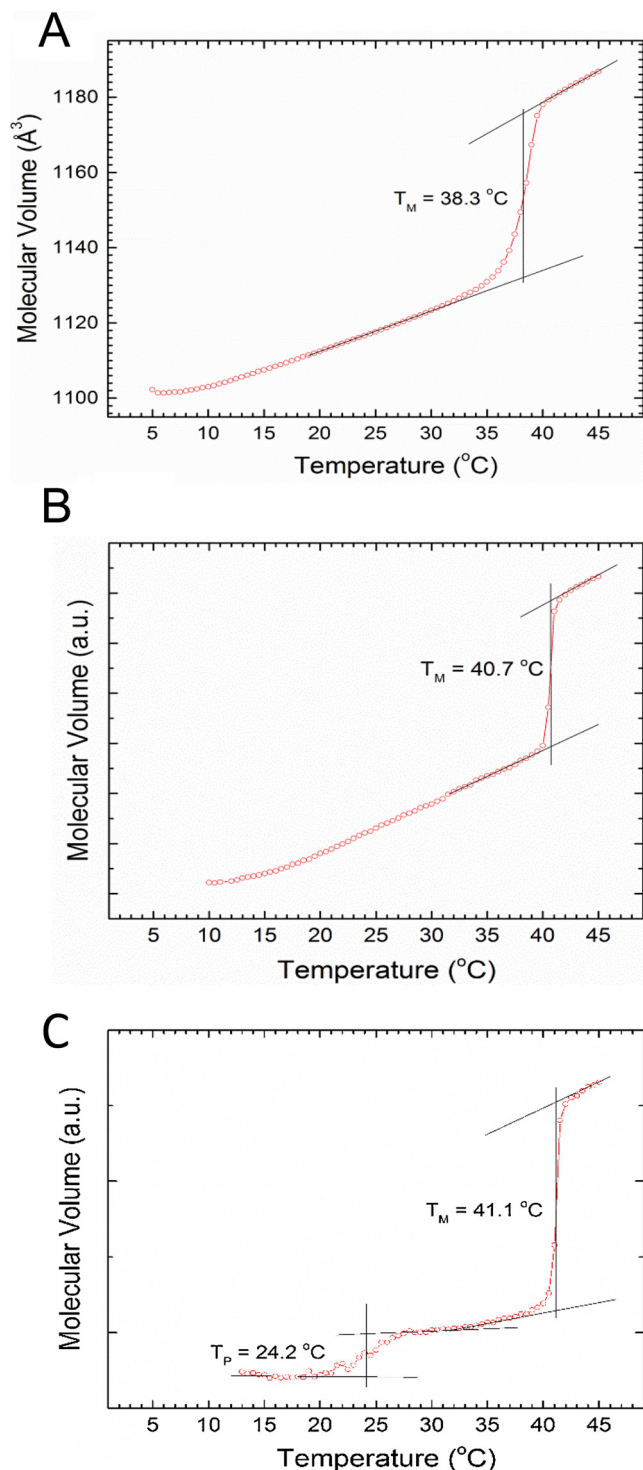 A
Molecular Volume (Å³)
1180
1160
1140
1120
1100
T_M = 38.3 °C
5 10 15 20 25 30 35 40 45
Temperature (°C)
B
Molecular Volume (a.u.)
T_M = 40.7 °C
5 10 15 20 25 30 35 40 45
Temperature (°C)
C
Molecular Volume (a.u.)
T_M = 41.1 °C
T_P = 24.2 °C
5 10 15 20 25 30 35 40 45
Temperature (°C)